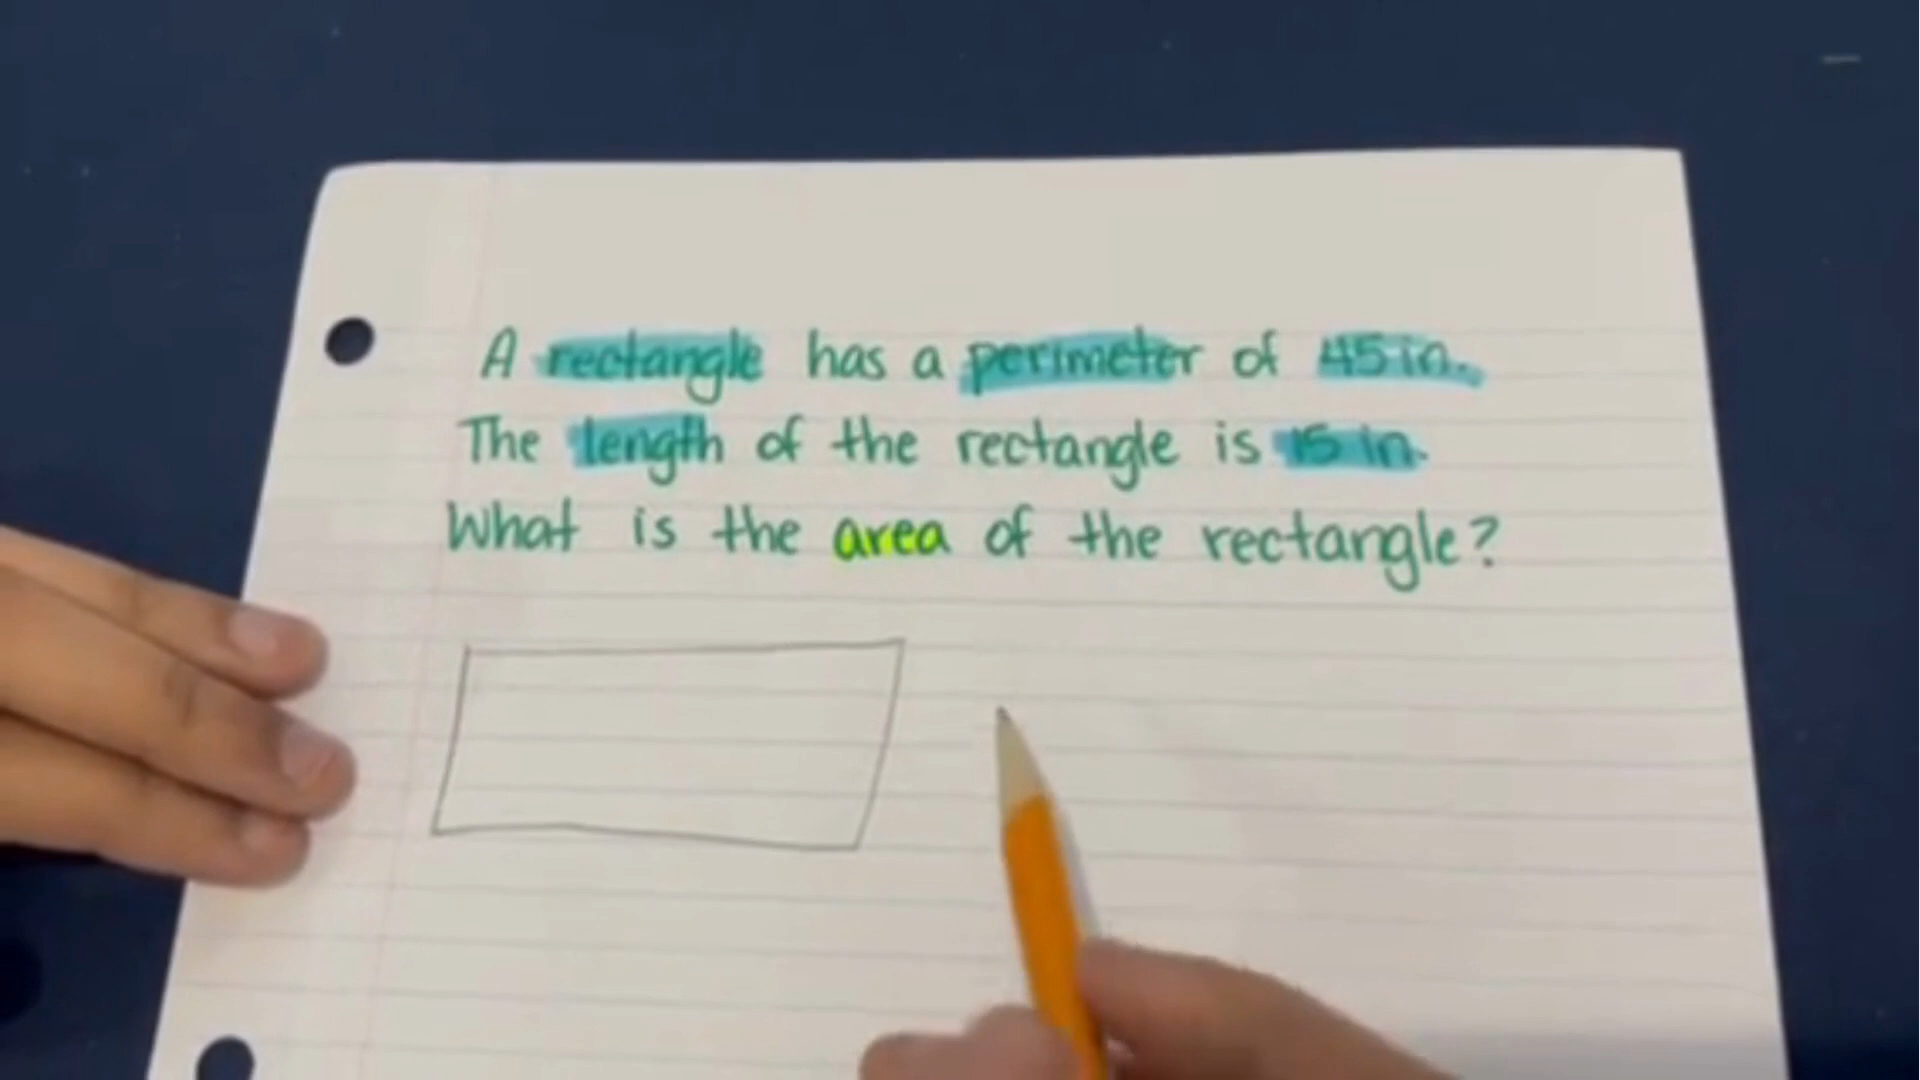 A rectangle has a perimeter of 45 in.
The length of the rectangle is 15 in.
What is the area of the rectangle?